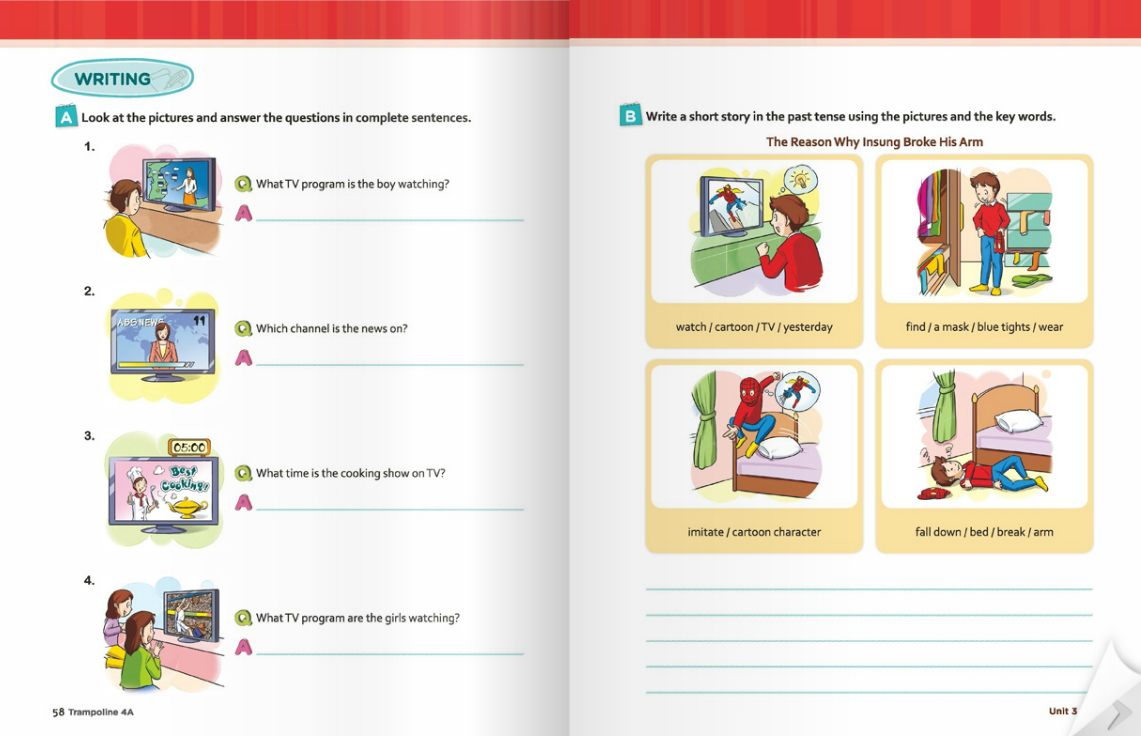 WRITING
A Look at the pictures and answer the questions in complete sentences.
1.
Q What TV program is the boy watching?
A
2.
ABS NEWS 11
Q Which channel is the news on?
A
3.
05:00
Best
Cooking!
Q What time is the cooking show on TV?
A
4.
Q What TV program are the girls watching?
A
58 Trampoline 4A
B Write a short story in the past tense using the pictures and the key words.
The Reason Why Insung Broke His Arm
watch / cartoon / TV / yesterday
find / a mask / blue tights / wear
imitate / cartoon character
fall down / bed / break / arm
Unit 3